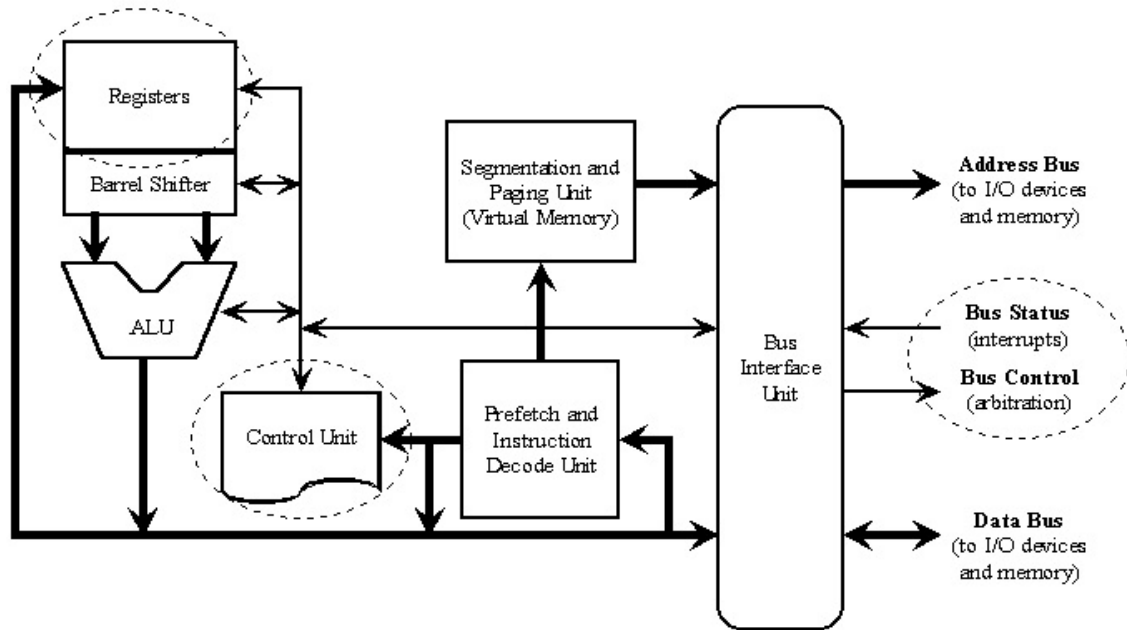 Registers
Barrel Shifter
ALU
Control Unit
Segmentation and
Paging Unit
(Virtual Memory)
Prefetch and
Instruction
Decode Unit
Bus
Interface
Unit
Address Bus
(to I/O devices
and memory)
Bus Status
(interrupts)
Bus Control
(arbitration)
Data Bus
(to I/O devices
and memory)